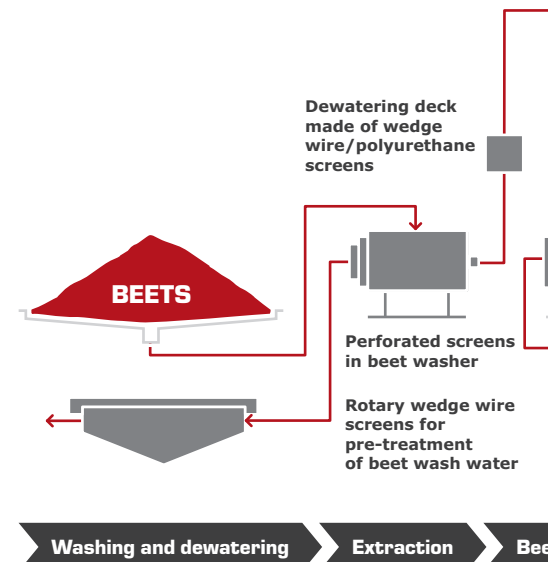 Dewatering deck
made of wedge
wire/polyurethane
screens
BEETS
Perforated screens
in beet washer
Rotary wedge wire
screens for
pre-treatment
of beet wash water
Washing and dewatering
Extraction
Bee